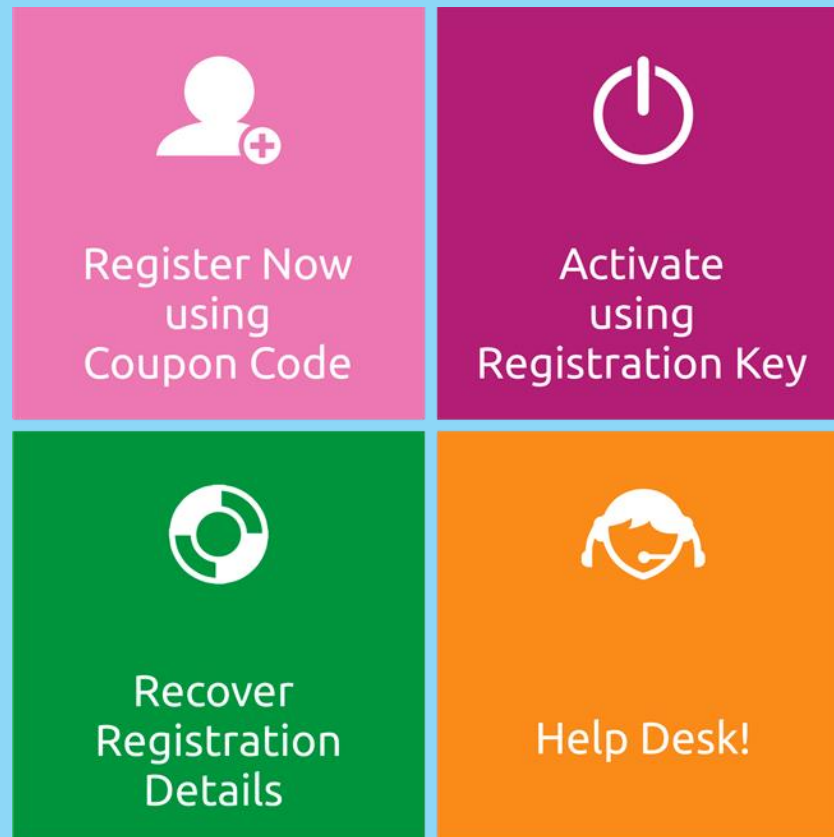 Register Now
using
Coupon Code
Activate
using
Registration Key
Recover
Registration
Details
Help Desk!